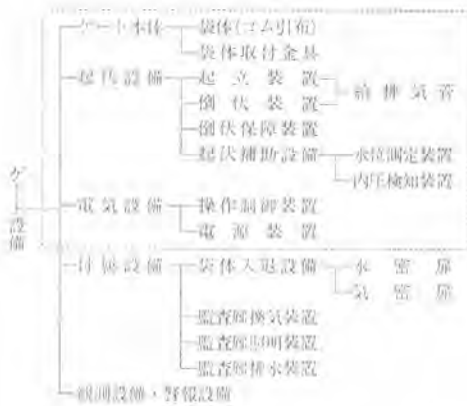 ゲート本体 袋体(ゴム引布)
袋体取付金具
起伏設備 起立装置 給排気管
倒伏装置
倒伏保障装置
起伏補助設備 水位測定装置
内圧検知装置
ゲート設備
電気設備 操作制御装置
電源装置
付属設備 袋体入退設備 水密扉
気密扉
監査廊換気装置
監査廊照明装置
監査廊排水装置
観測設備・警報設備